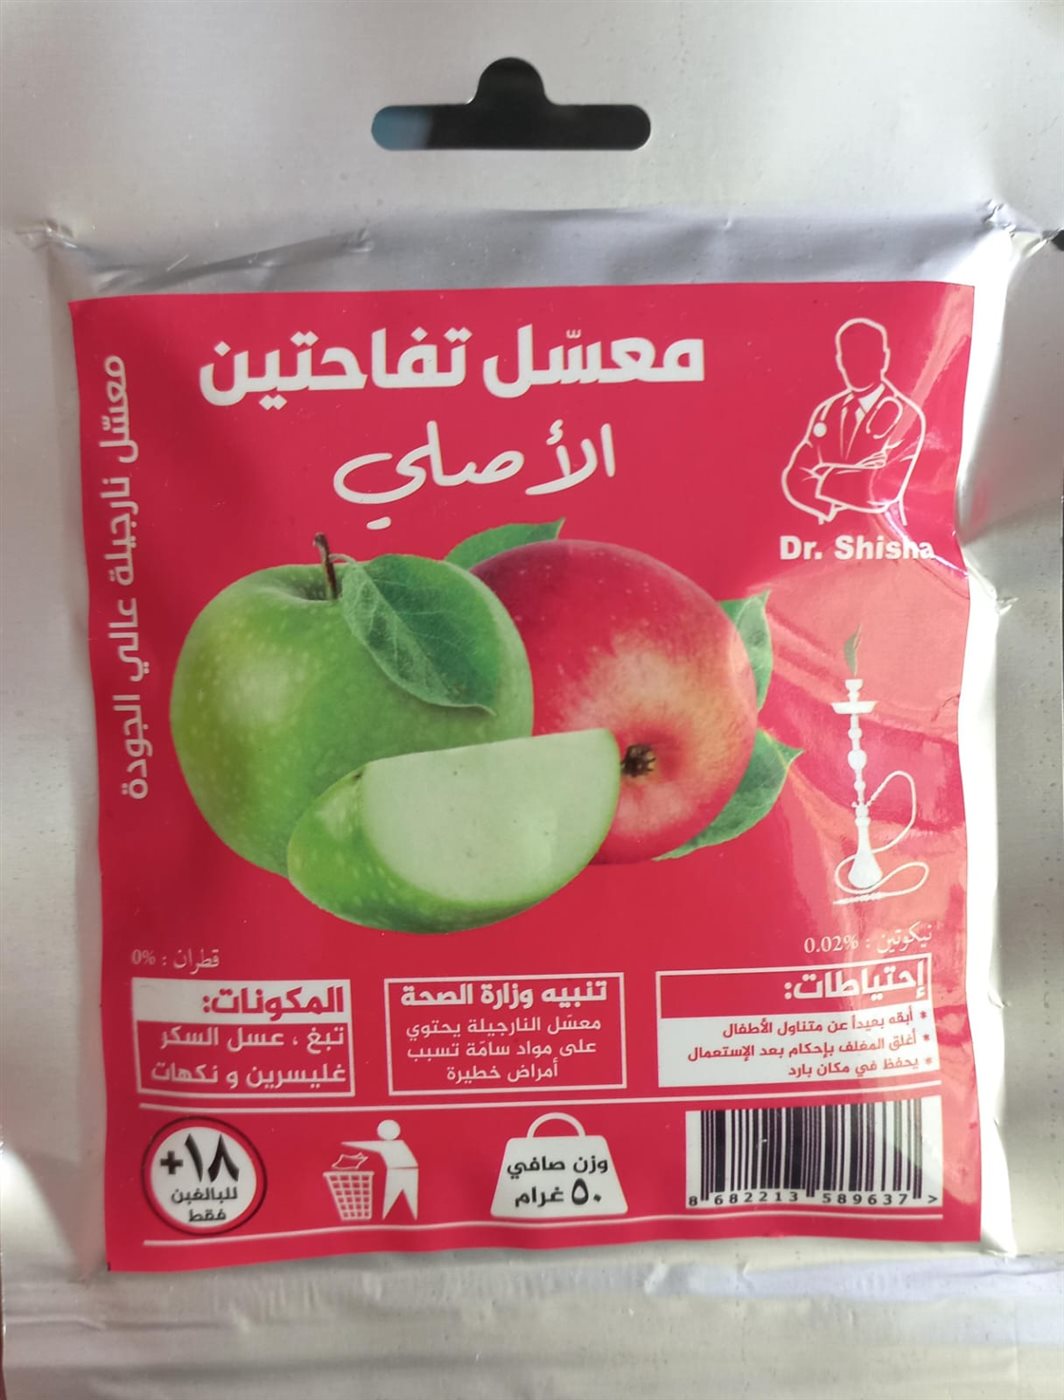 معسّل تفاحتين
الأصلي
Dr. Shisha
معسّل نارجيلة عالي الجودة
نيكوتين : 0.02%
قطران : 0%
إحتياطات:
* أبقه بعيداً عن متناول الأطفال
* أغلق المغلف بإحكام بعد الإستعمال
* يحفظ في مكان بارد
تنبيه وزارة الصحة
معسّل النارجيلة يحتوي
على مواد سامّة تسبب
أمراض خطيرة
المكونات:
تبغ ، عسل السكر
غليسرين و نكهات
8 682213 589637 >
وزن صافي
٥٠ غرام
+١٨
للبالغين
فقط